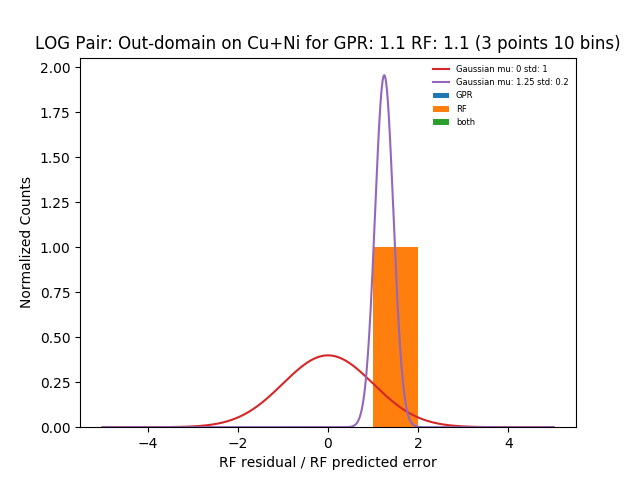 LOG Pair: Out-domain on Cu+Ni for GPR: 1.1 RF: 1.1 (3 points 10 bins)
Gaussian mu: 0 std: 1
Gaussian mu: 1.25 std: 0.2
GPR
RF
both
Normalized Counts
2.00
1.75
1.50
1.25
1.00
0.75
0.50
0.25
0.00
−4
−2
0
2
4
RF residual / RF predicted error